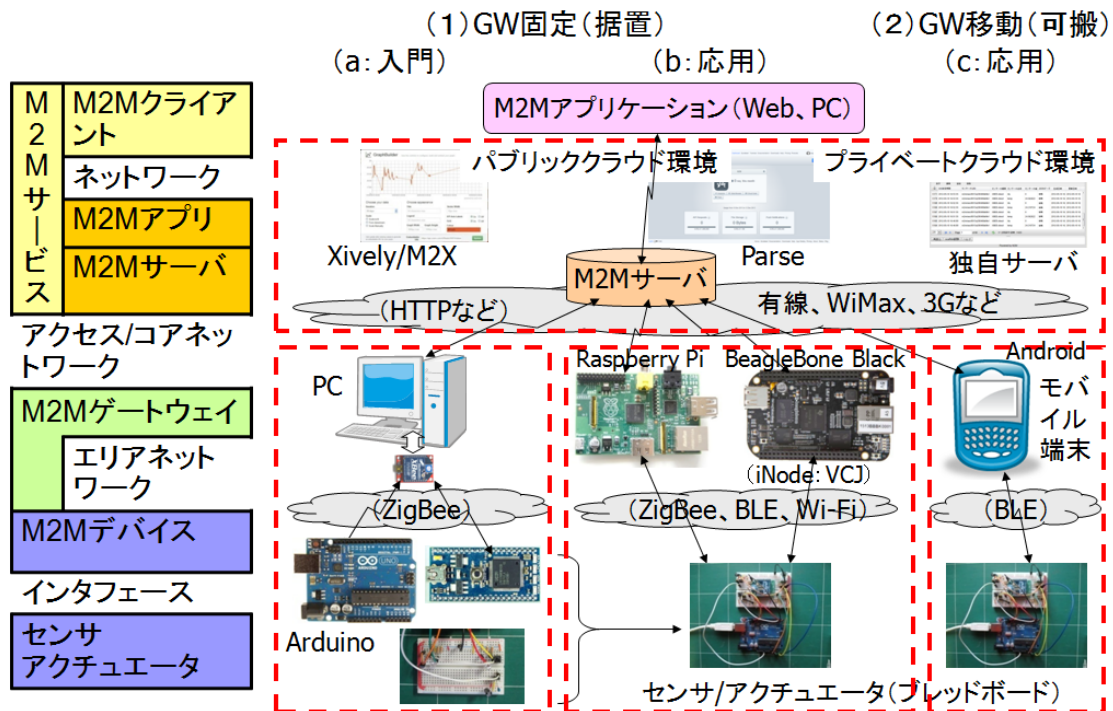 (1)GW固定(据置)
(2)GW移動(可搬)
(a:入門)
(b:応用)
(c:応用)
M2Mアプリケーション(Web、PC)
M2Mサービス
M2Mクライア
ント
ネットワーク
M2Mアプリ
M2Mサーバ
アクセス/コアネッ
トワーク
M2Mゲートウェイ
エリアネット
ワーク
M2Mデバイス
インタフェース
センサ
アクチュエータ
パブリッククラウド環境
プライベートクラウド環境
Xively/M2X
Parse
独自サーバ
M2Mサーバ
(HTTPなど)
有線、WiMax、3Gなど
PC
Raspberry Pi
BeagleBone Black
Android
モバ
イル
端末
(iNode:VCJ)
(ZigBee)
(ZigBee、BLE、Wi-Fi)
(BLE)
Arduino
センサ/アクチュエータ(ブレッドボード)